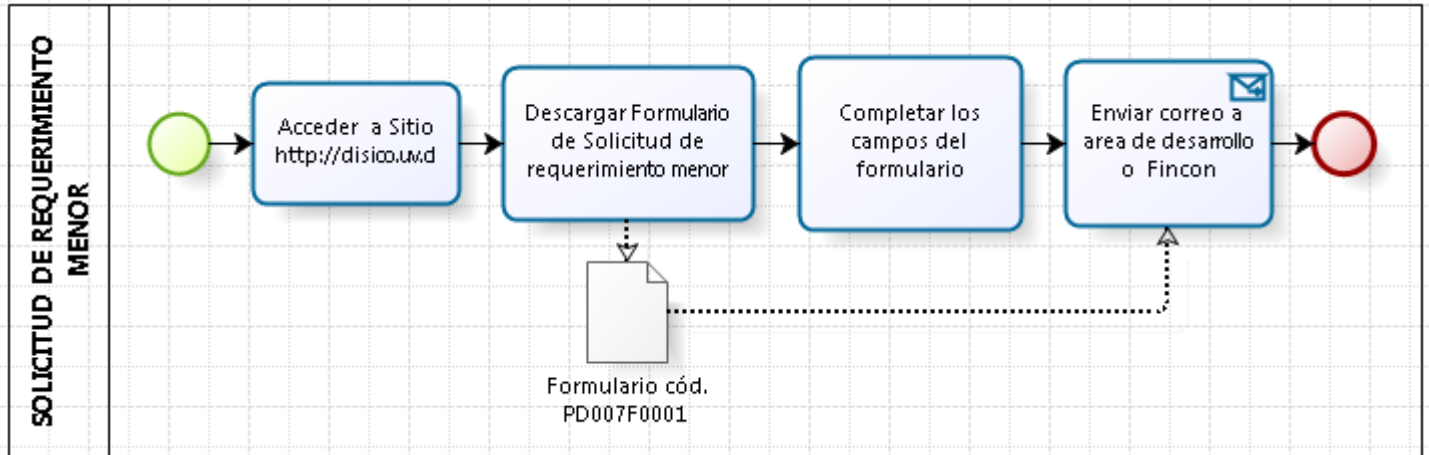 SOLICITUD DE REQUERIMIENTO
MENOR
Acceder a Sitio
http://disico.uv.d
Descargar Formulario
de Solicitud de
requerimiento menor
Completar los
campos del
formulario
Enviar correo a
area de desarrollo
o Fincon
Formulario cód.
PD007F0001